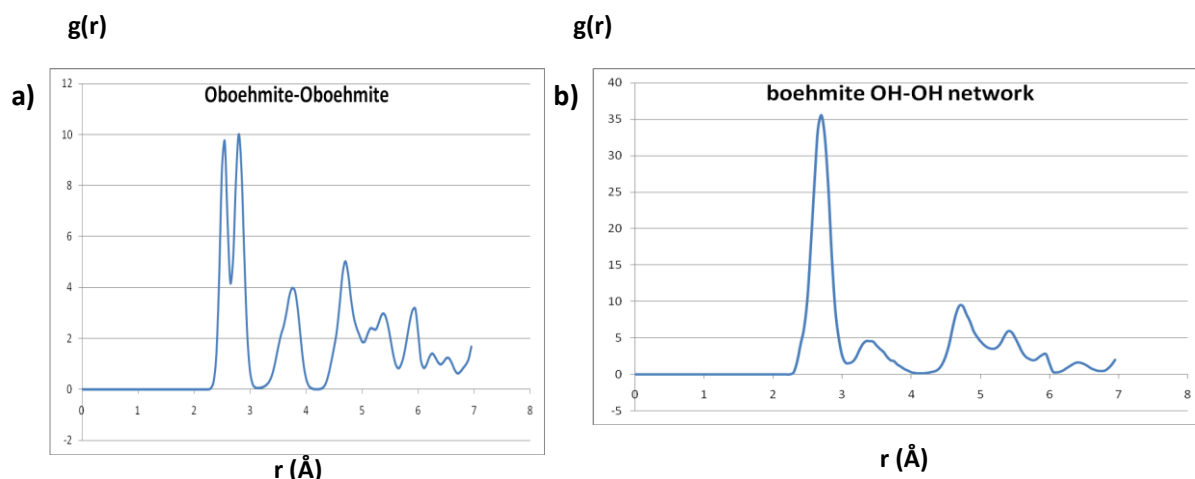 g(r)
a)
Oboehmite-Oboehmite
12
10
8
6
4
2
0
-2
0 1 2 3 4 5 6 7 8
r (Å)
g(r)
b)
boehmite OH-OH network
40
35
30
25
20
15
10
5
0
-5
0 1 2 3 4 5 6 7 8
r (Å)